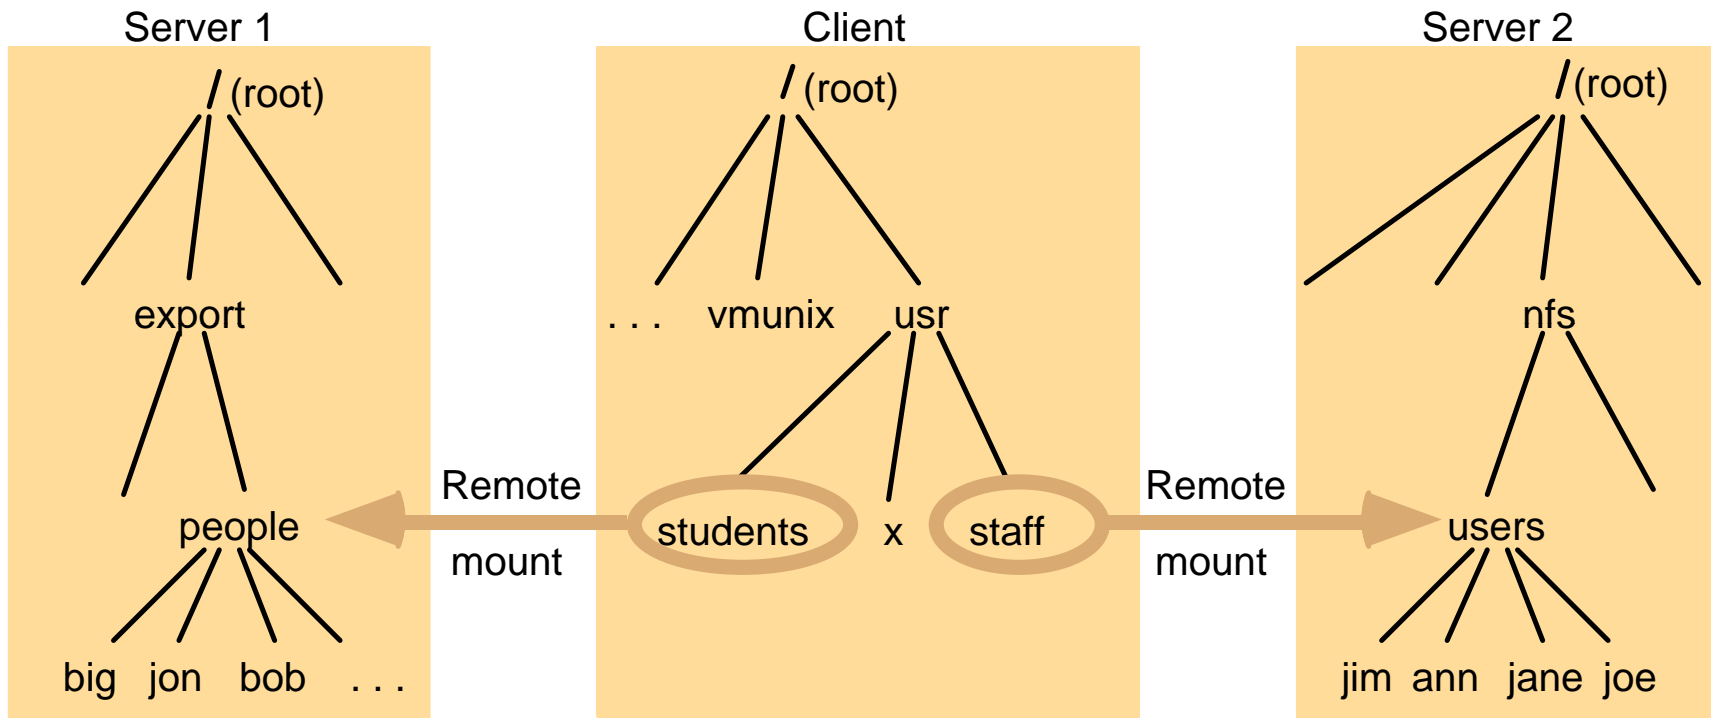 Server 1
Client
Server 2
/ (root)
/ (root)
/ (root)
export
. . . vmunix usr
nfs
Remote
Remote
people
students x staff
users
mount
mount
big jon bob . . .
jim ann jane joe